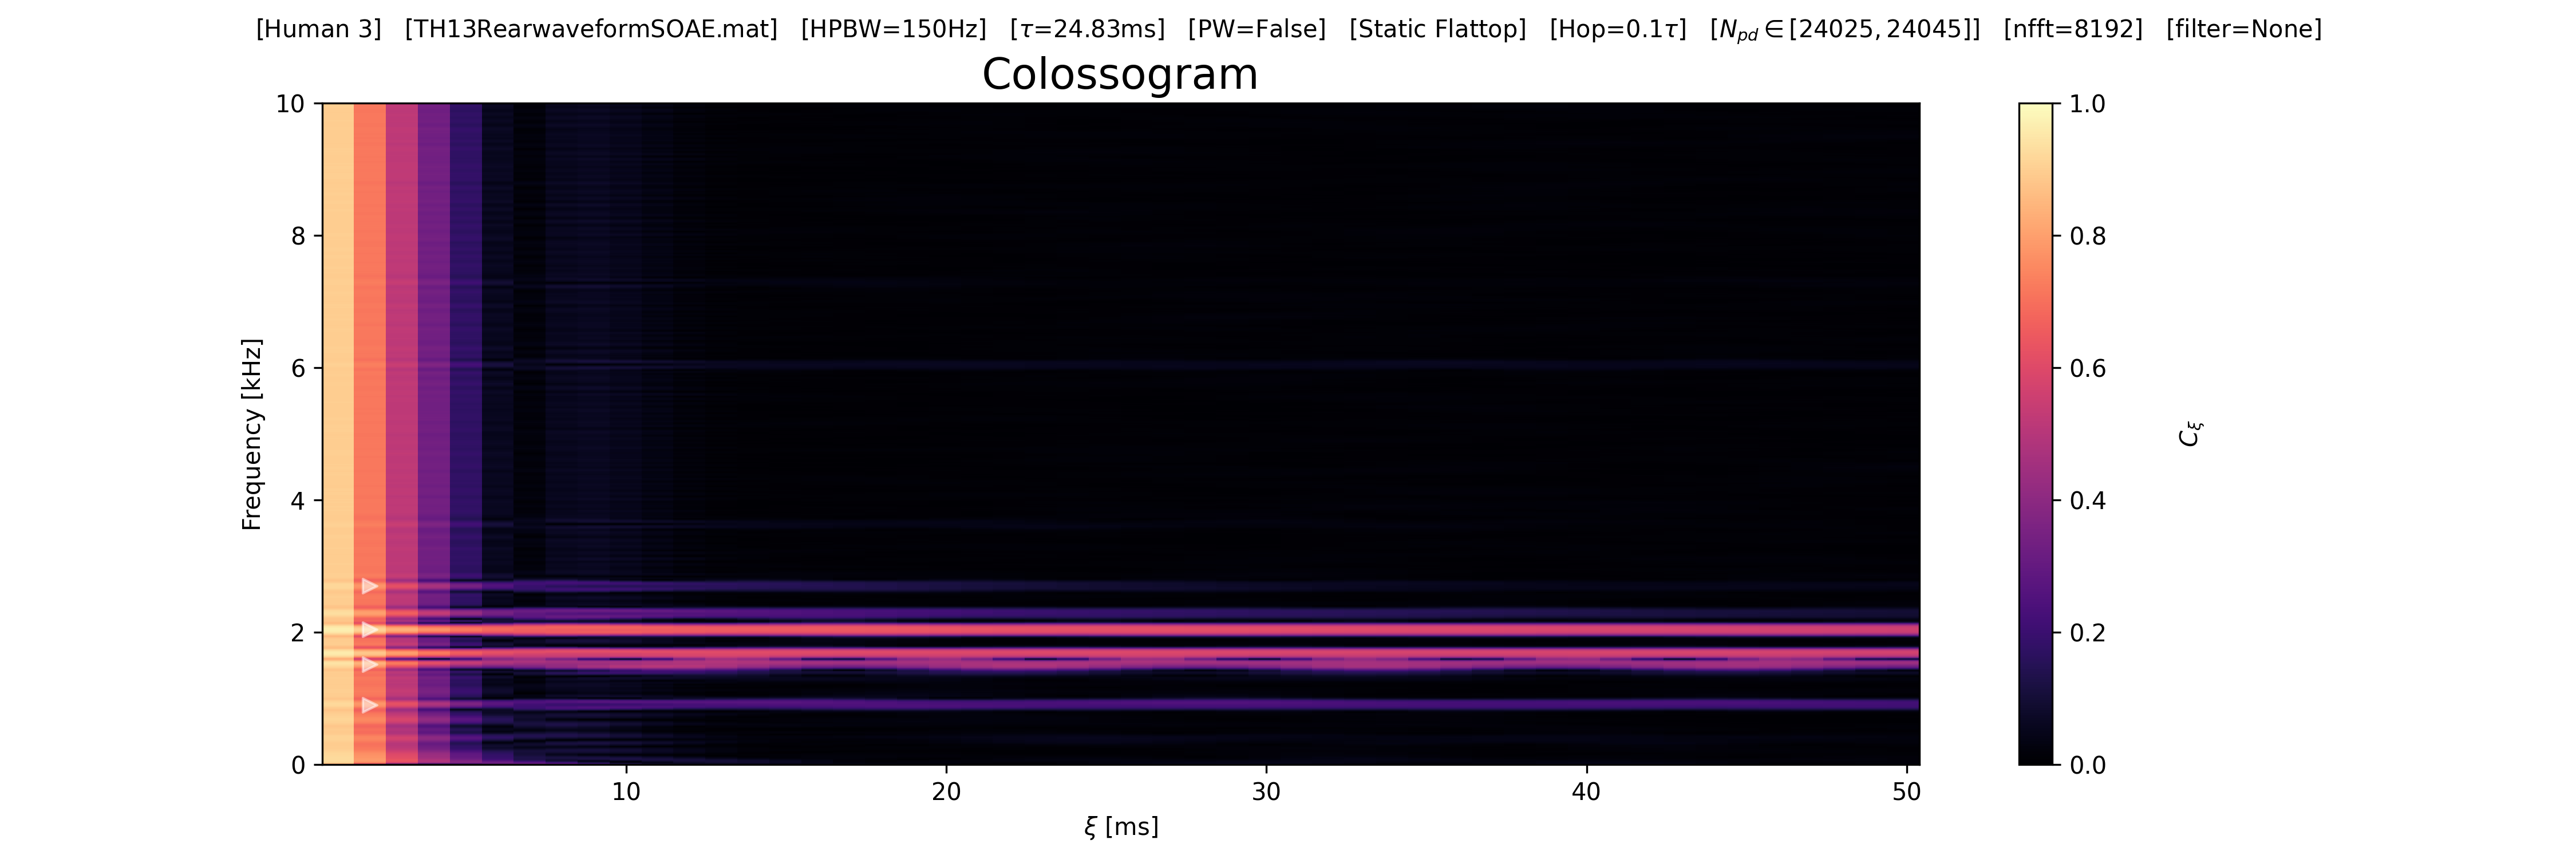 [Human 3] [TH13RearwaveformSOAE.mat] [HPBW=150Hz] [τ=24.83ms] [PW=False] [Static Flattop] [Hop=0.1τ] [N_pd ∈ [24025, 24045]] [nfft=8192] [filter=None]
Colossogram
10
8
6
4
2
0
Frequency [kHz]
10 20 30 40 50
ξ [ms]
1.0
0.8
0.6
0.4
0.2
0.0
C_ξ